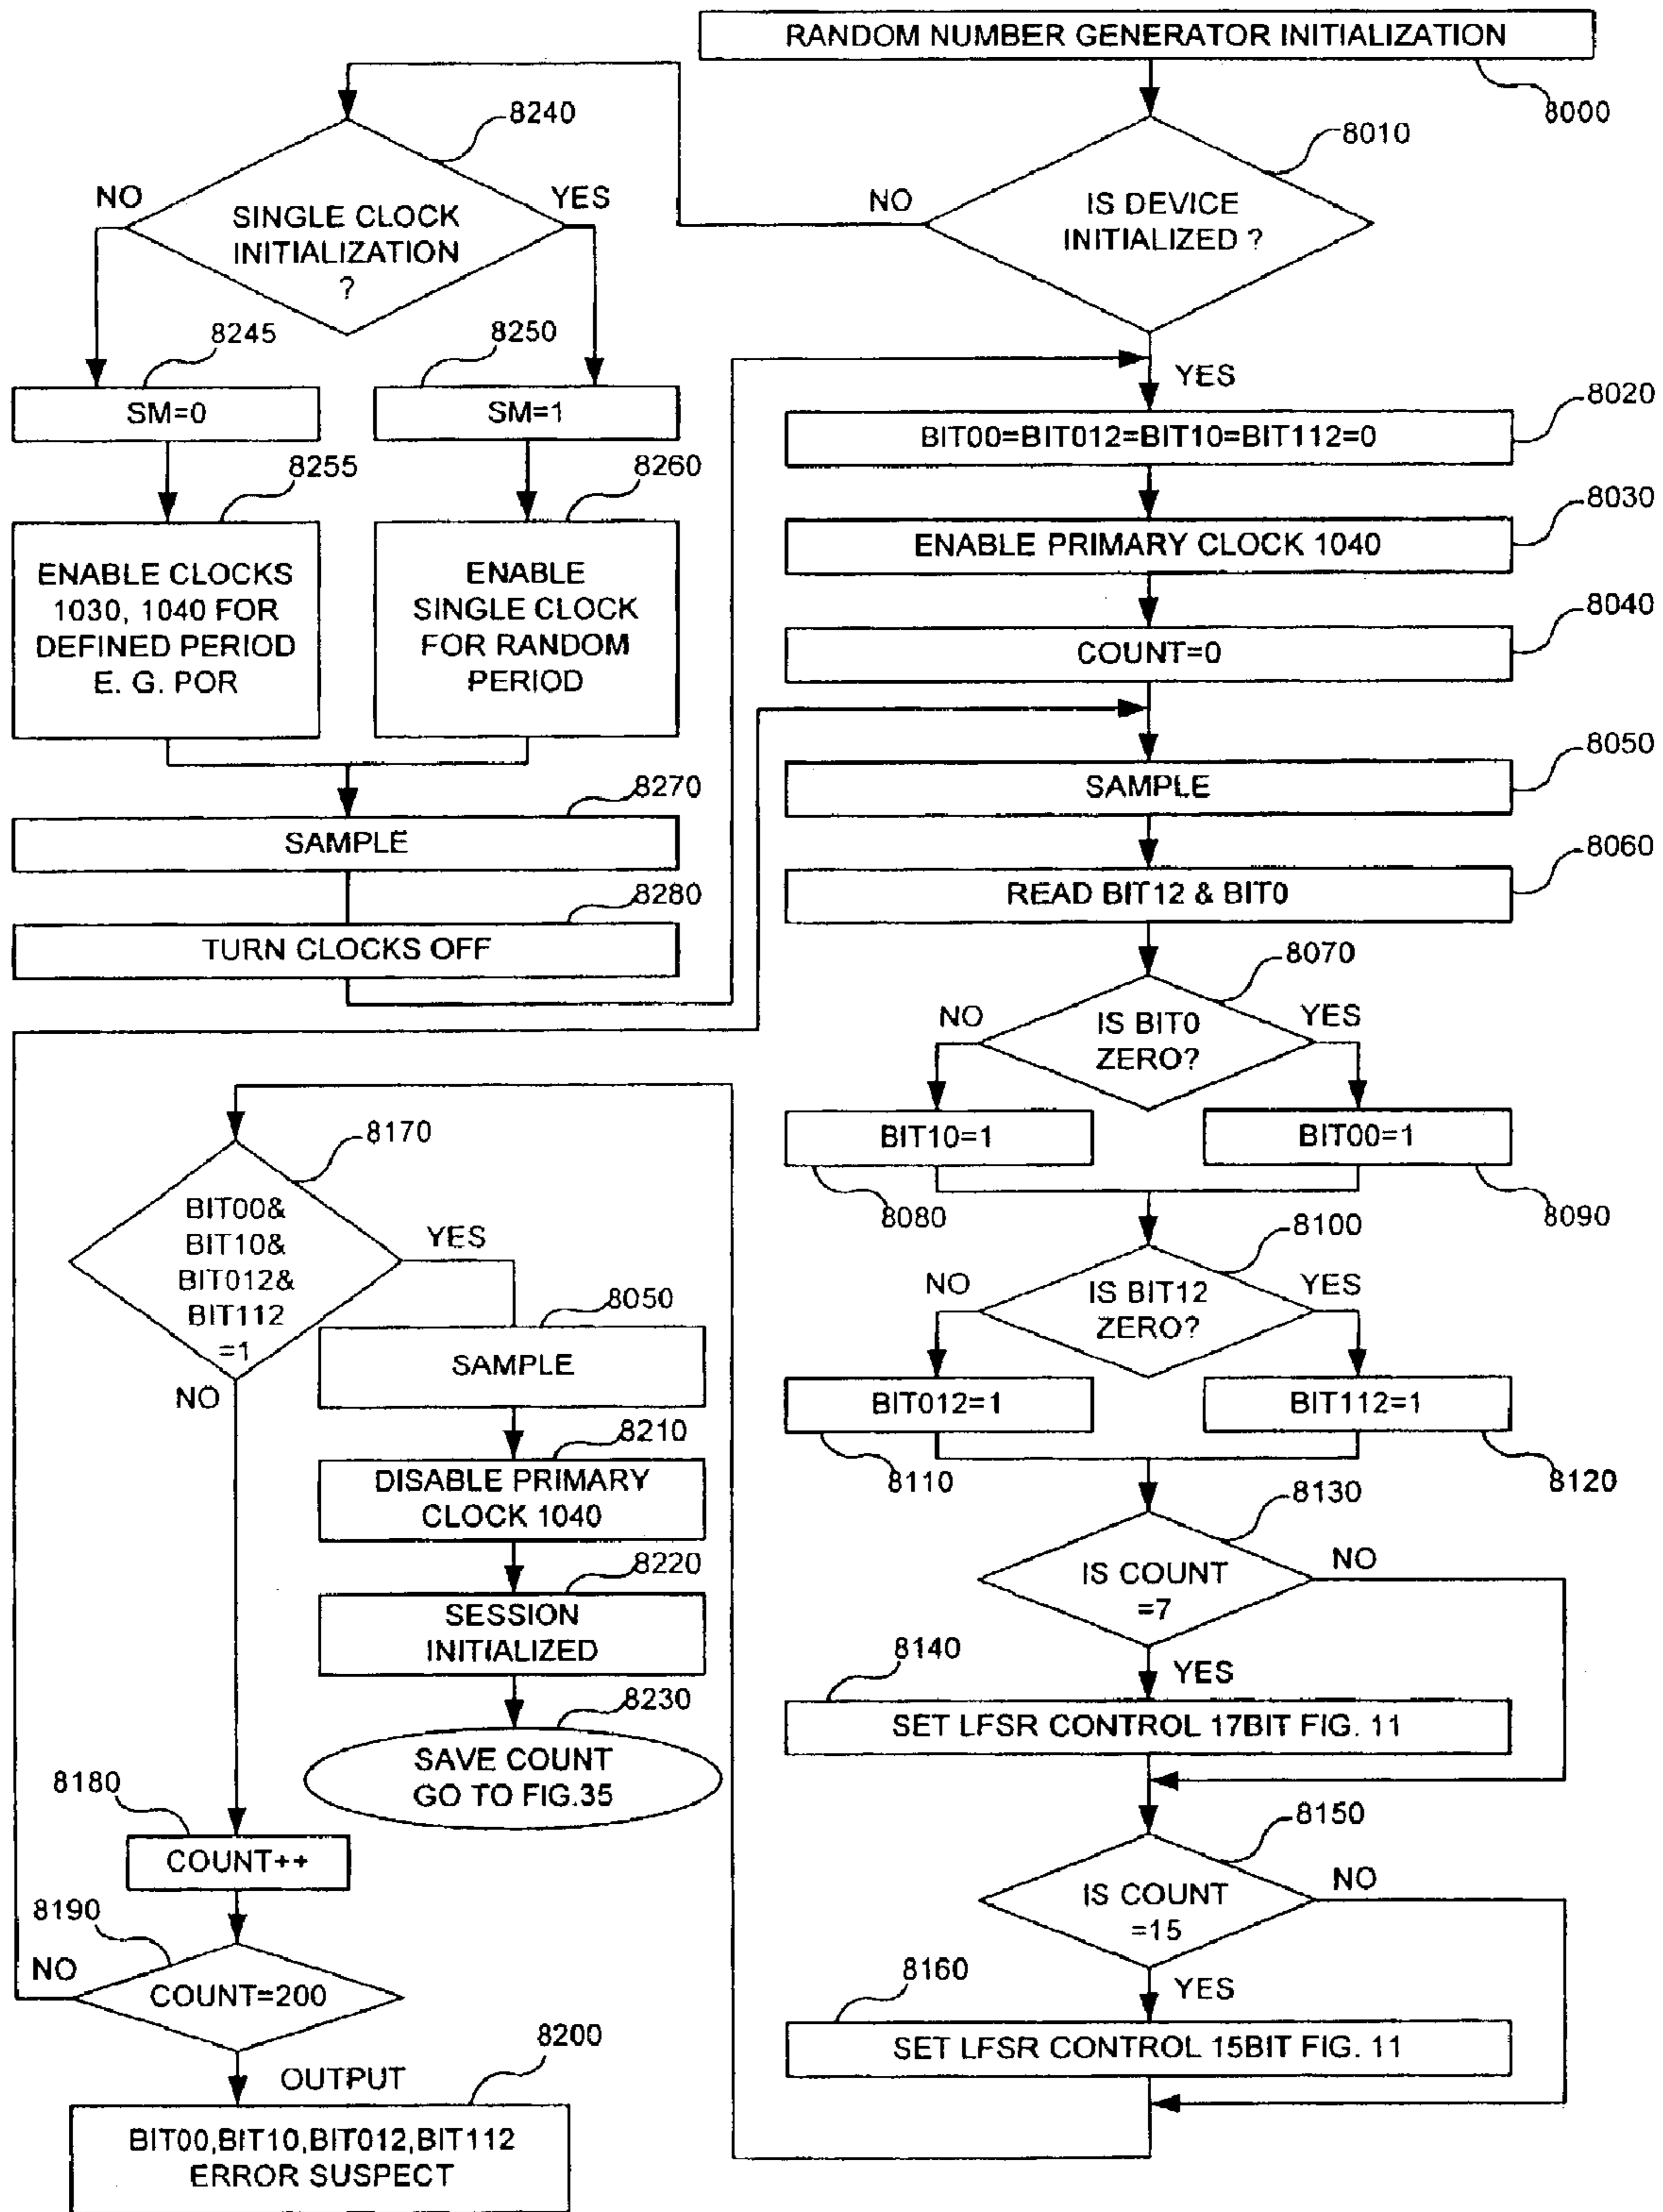 RANDOM NUMBER GENERATOR INITIALIZATION
8000
8010
IS DEVICE
INITIALIZED ?
NO
YES
8240
SINGLE CLOCK
INITIALIZATION
?
NO
YES
8245
SM=0
8250
SM=1
8255
ENABLE CLOCKS
1030, 1040 FOR
DEFINED PERIOD
E. G. POR
8260
ENABLE
SINGLE CLOCK
FOR RANDOM
PERIOD
8270
SAMPLE
8280
TURN CLOCKS OFF
8020
BIT00=BIT012=BIT10=BIT112=0
8030
ENABLE PRIMARY CLOCK 1040
8040
COUNT=0
8050
SAMPLE
8060
READ BIT12 & BIT0
8070
NO
IS BIT0
ZERO?
YES
BIT10=1
BIT00=1
8080
8090
8100
NO
IS BIT12
ZERO?
YES
BIT012=1
BIT112=1
8110
8120
8130
IS COUNT
=7
NO
YES
8140
SET LFSR CONTROL 17BIT FIG. 11
8150
IS COUNT
=15
NO
YES
8160
SET LFSR CONTROL 15BIT FIG. 11
8170
BIT00&
BIT10&
BIT012&
BIT112
=1
YES
NO
8050
SAMPLE
8210
DISABLE PRIMARY
CLOCK 1040
8220
SESSION
INITIALIZED
8230
SAVE COUNT
GO TO FIG.35
8180
COUNT++
8190
NO
COUNT=200
OUTPUT
8200
BIT00,BIT10,BIT012,BIT112
ERROR SUSPECT